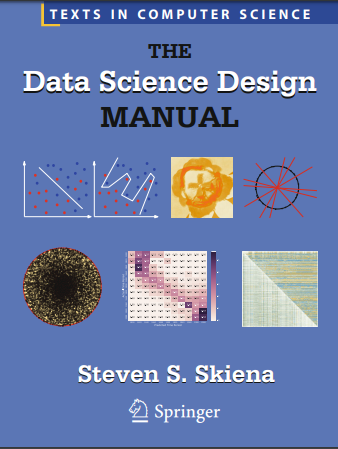 TEXTS IN COMPUTER SCIENCE
THE
Data Science Design
MANUAL
Steven S. Skiena
Springer